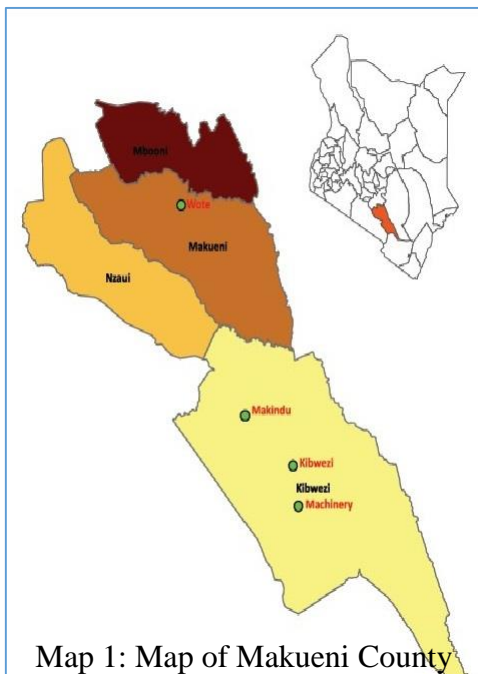 Mbooni
Wote
Makueni
Nzaui
Makindu
Kibwezi
Kibwezi
Machinery
Map 1: Map of Makueni County